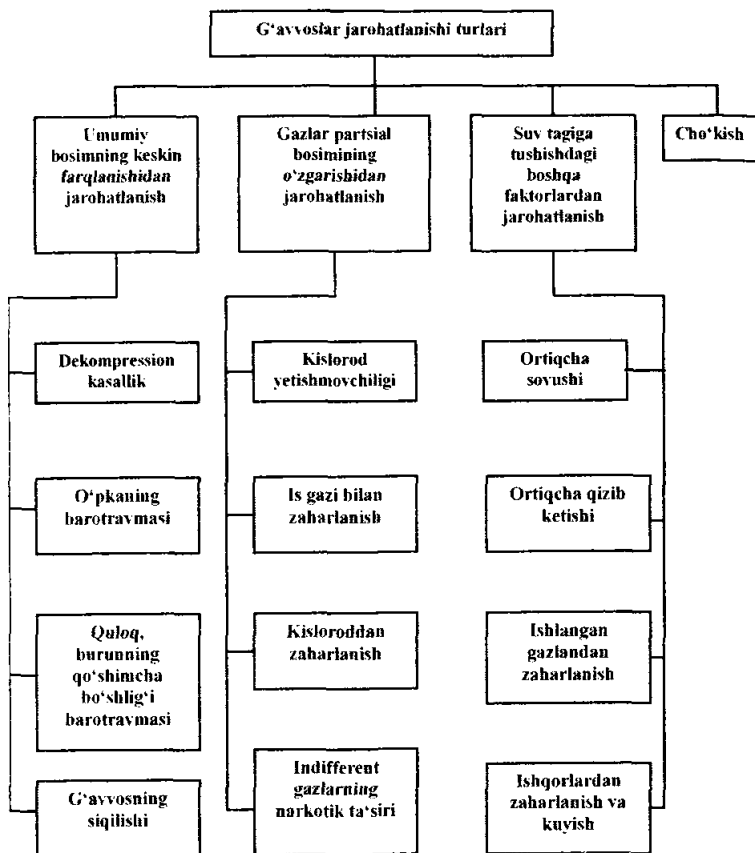 G‘avvoslar jarohatlanishi turlari
Umumiy
bosimning keskin
farqlanishidan
jarohatlanish
Gazlar partsial
bosimining
o‘zgarishidan
jarohatlanish
Suv tagiga
tushishdagi
boshqa
faktorlardan
jarohatlanish
Cho‘kish
Dekompression
kasallik
O‘pkaning
barotravmasi
Quloq,
burunning
qo‘shimcha
bo‘shlig‘i
barotravmasi
G‘avvosning
siqilishi
Kislorod
yetishmovchiligi
Is gazi bilan
zaharlanish
Kisloroddan
zaharlanish
Indifferent
gazlarning
narkotik ta‘siri
Ortiqcha
sovushi
Ortiqcha qizib
ketishi
Ishlangan
gazlandan
zaharlanish
Ishqorlardan
zaharlanish va
kuyish